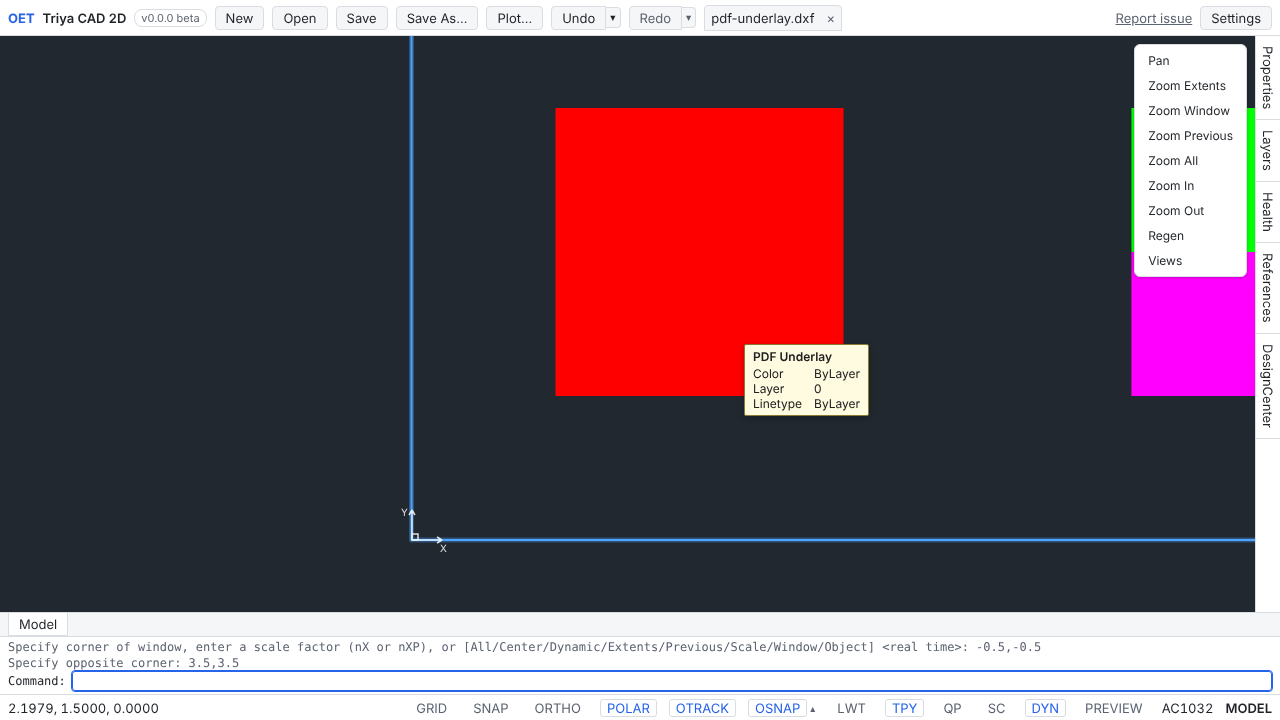 OET Triya CAD 2D v0.0.0 beta New Open Save Save As... Plot... Undo ▾ Redo ▾ pdf-underlay.dxf × Report issue Settings
Pan
Zoom Extents
Zoom Window
Zoom Previous
Zoom All
Zoom In
Zoom Out
Regen
Views
Properties
Layers
Health
References
DesignCenter
PDF Underlay
Color ByLayer
Layer 0
Linetype ByLayer
Y
X
Model
Specify corner of window, enter a scale factor (nX or nXP), or [All/Center/Dynamic/Extents/Previous/Scale/Window/Object] <real time>: -0.5,-0.5
Specify opposite corner: 3.5,3.5
Command:
2.1979, 1.5000, 0.0000 GRID SNAP ORTHO POLAR OTRACK OSNAP ▴ LWT TPY QP SC DYN PREVIEW AC1032 MODEL